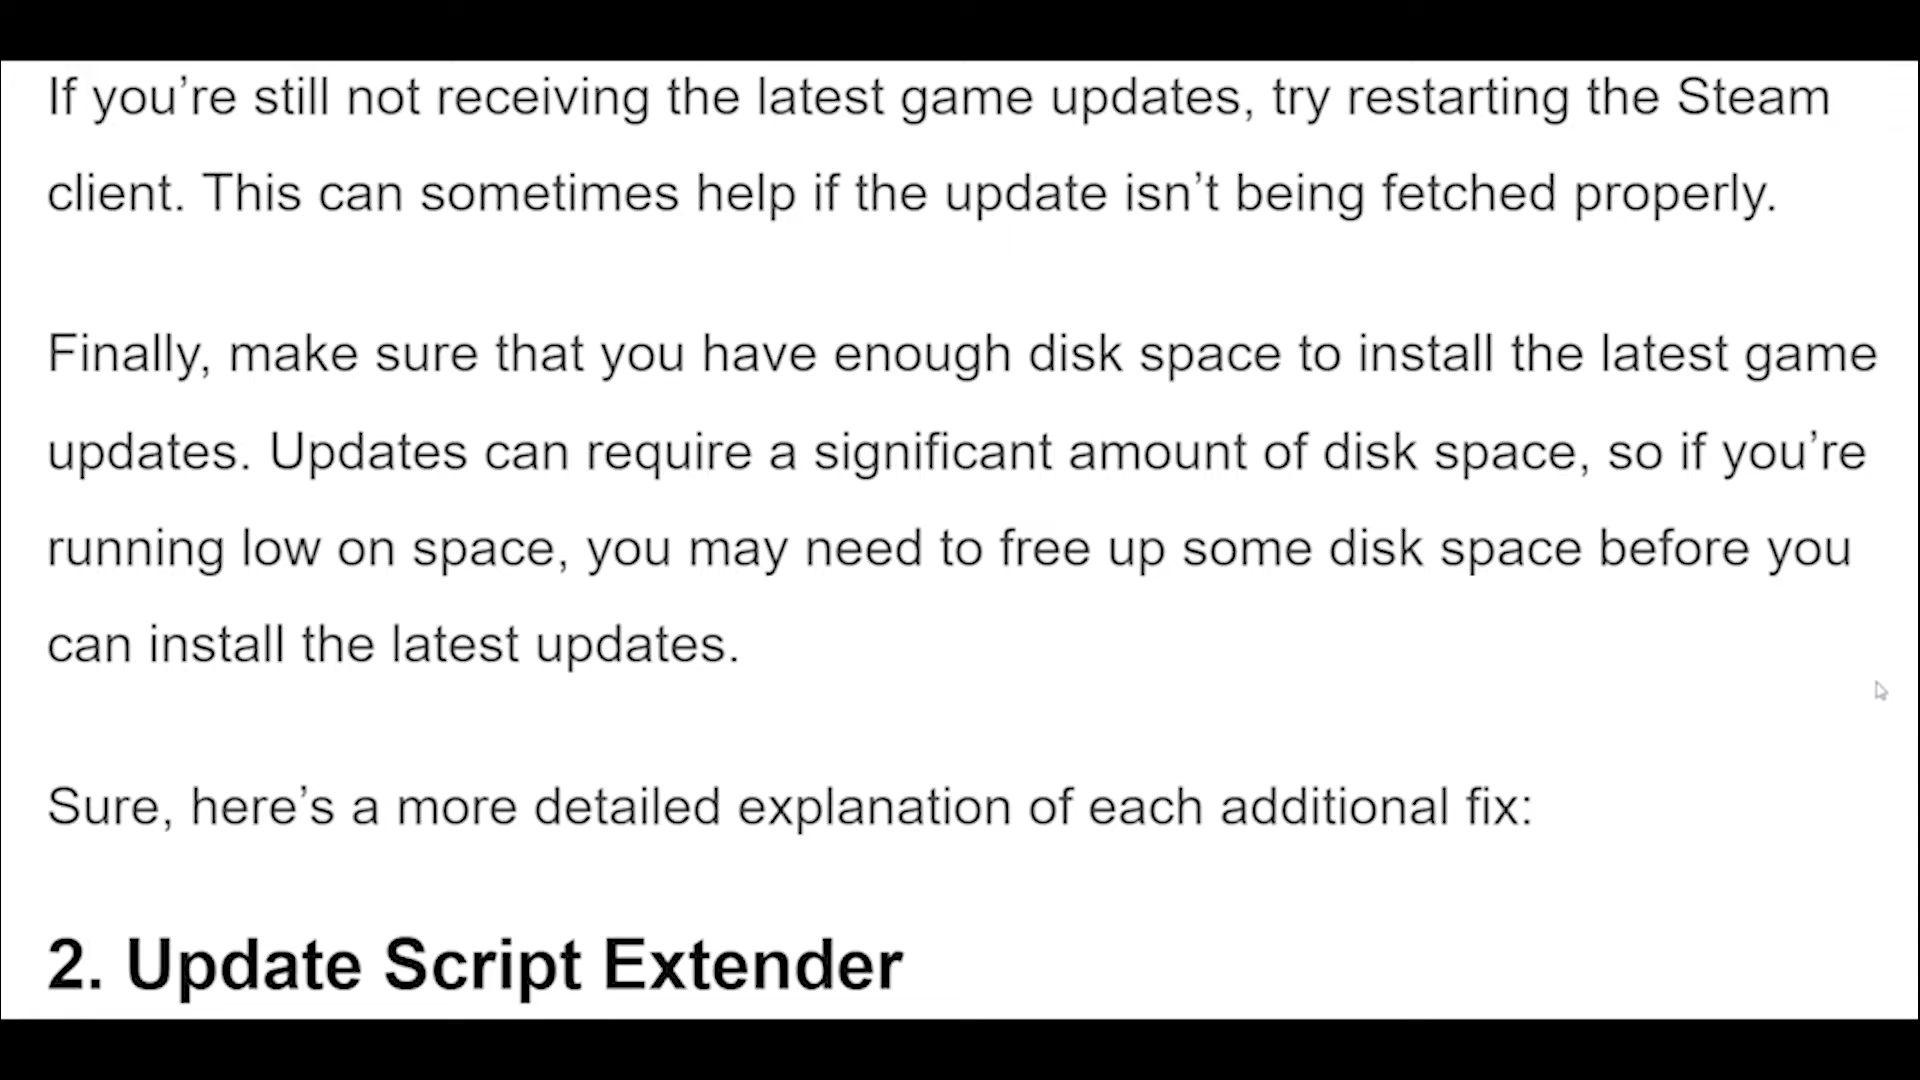 If you’re still not receiving the latest game updates, try restarting the Steam
client. This can sometimes help if the update isn’t being fetched properly.
Finally, make sure that you have enough disk space to install the latest game
updates. Updates can require a significant amount of disk space, so if you’re
running low on space, you may need to free up some disk space before you
can install the latest updates.
Sure, here’s a more detailed explanation of each additional fix:
2. Update Script Extender